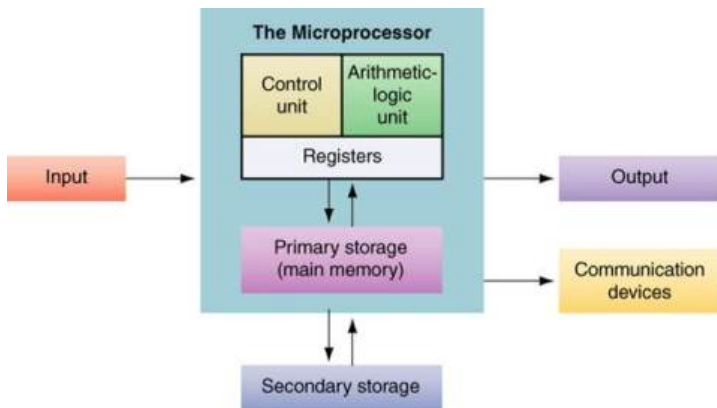 The Microprocessor
Control
unit
Arithmetic-
logic
unit
Registers
Input
Output
Primary storage
(main memory)
Communication
devices
Secondary storage